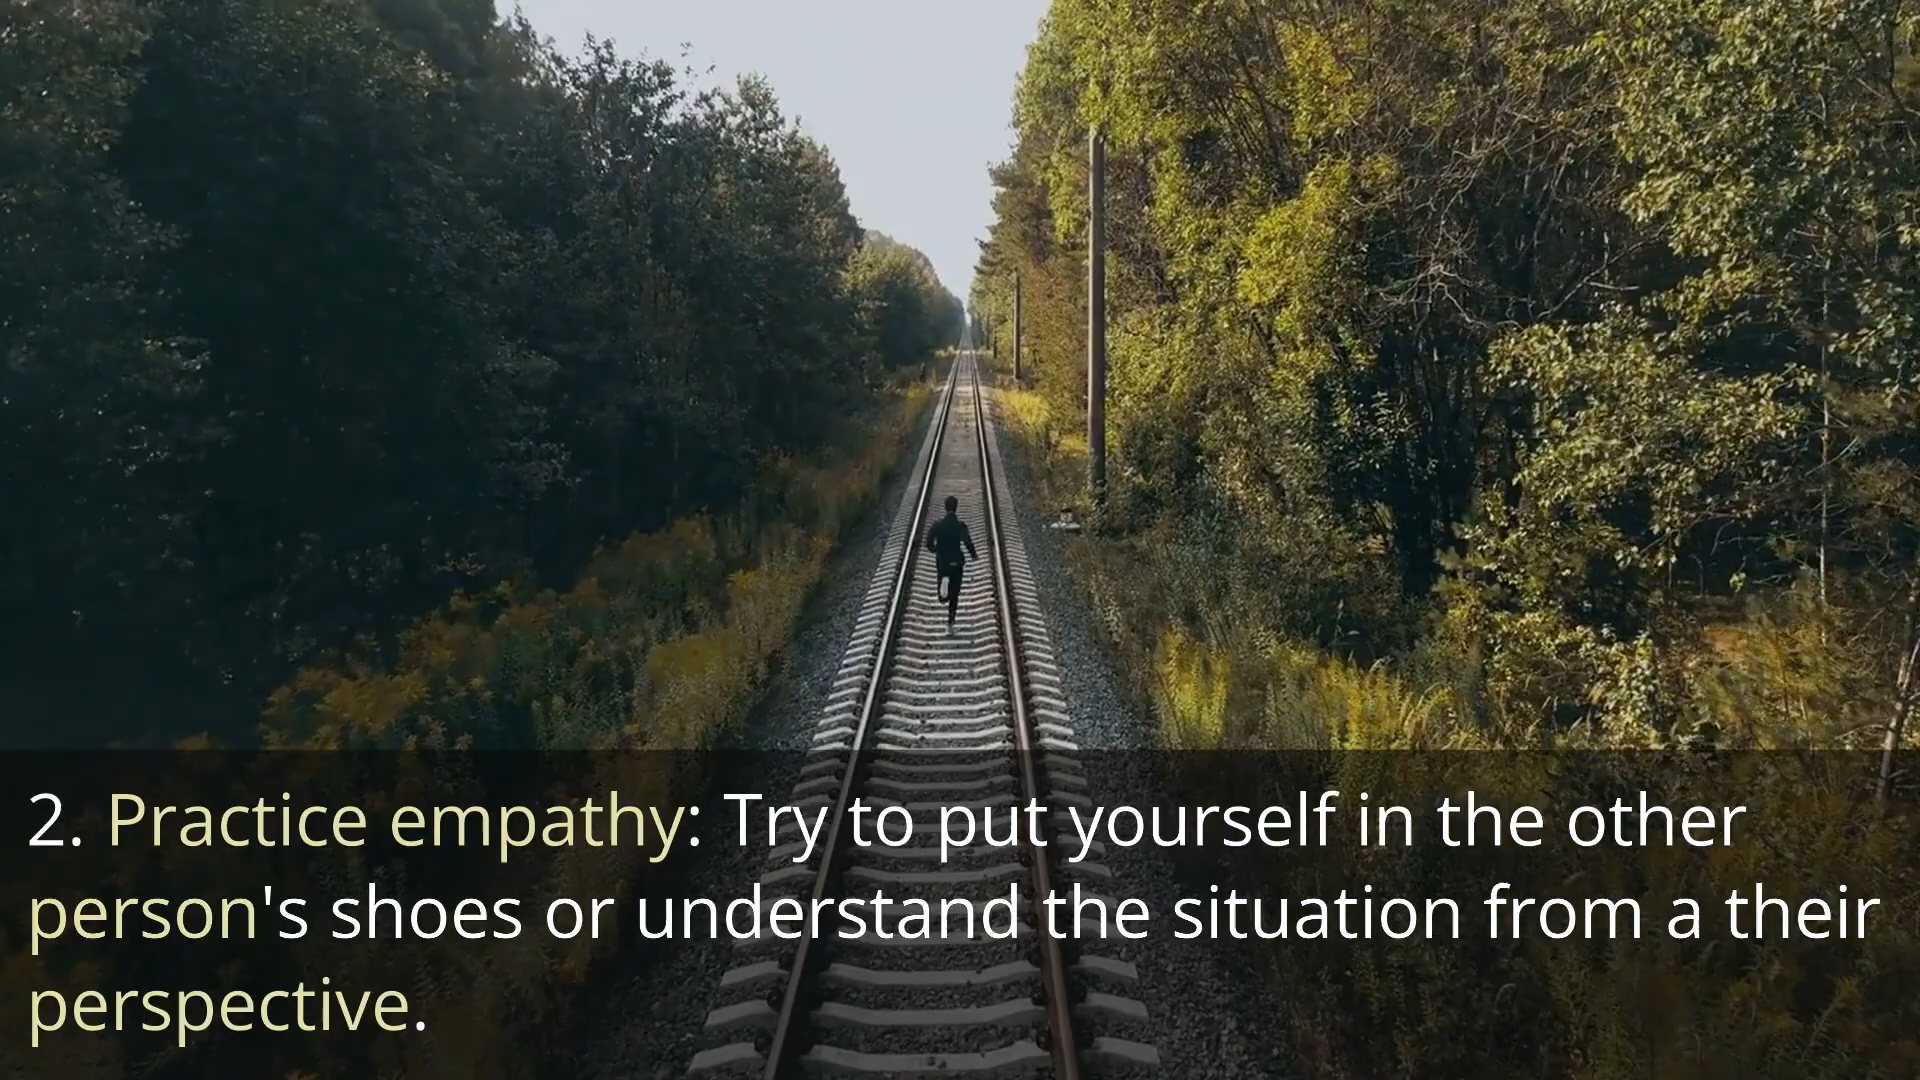 2. Practice empathy: Try to put yourself in the other
person's shoes or understand the situation from a their
perspective.